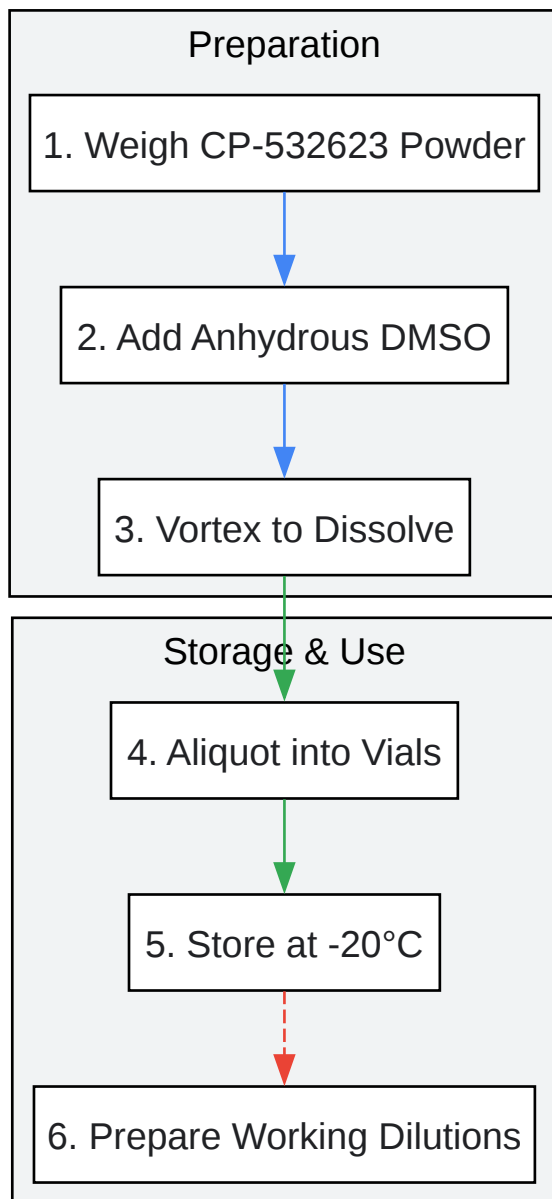 Preparation
1. Weigh CP-532623 Powder
2. Add Anhydrous DMSO
3. Vortex to Dissolve
Storage & Use
4. Aliquot into Vials
5. Store at -20°C
6. Prepare Working Dilutions